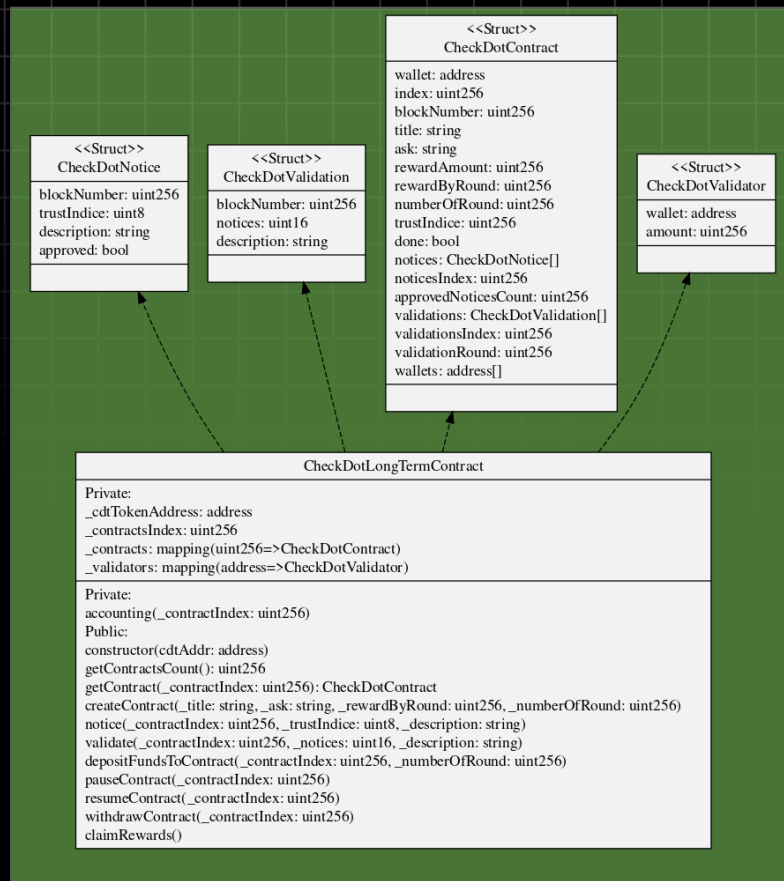 <<Struct>>
CheckDotNotice
blockNumber: uint256
trustIndice: uint8
description: string
approved: bool
<<Struct>>
CheckDotValidation
blockNumber: uint256
notices: uint16
description: string
<<Struct>>
CheckDotContract
wallet: address
index: uint256
blockNumber: uint256
title: string
ask: string
rewardAmount: uint256
rewardByRound: uint256
numberOfRound: uint256
trustIndice: uint256
done: bool
notices: CheckDotNotice[]
noticesIndex: uint256
approvedNoticesCount: uint256
validations: CheckDotValidation[]
validationsIndex: uint256
validationRound: uint256
wallets: address[]
<<Struct>>
CheckDotValidator
wallet: address
amount: uint256
CheckDotLongTermContract
Private:
_cdtTokenAddress: address
_contractsIndex: uint256
_contracts: mapping(uint256=>CheckDotContract)
_validators: mapping(address=>CheckDotValidator)
Private:
accounting(_contractIndex: uint256)
Public:
constructor(cdtAddr: address)
getContractsCount(): uint256
getContract(_contractIndex: uint256): CheckDotContract
createContract(_title: string, _ask: string, _rewardByRound: uint256, _numberOfRound: uint256)
notice(_contractIndex: uint256, _trustIndice: uint8, _description: string)
validate(_contractIndex: uint256, _notices: uint16, _description: string)
depositFundsToContract(_contractIndex: uint256, _numberOfRound: uint256)
pauseContract(_contractIndex: uint256)
resumeContract(_contractIndex: uint256)
withdrawContract(_contractIndex: uint256)
claimRewards()